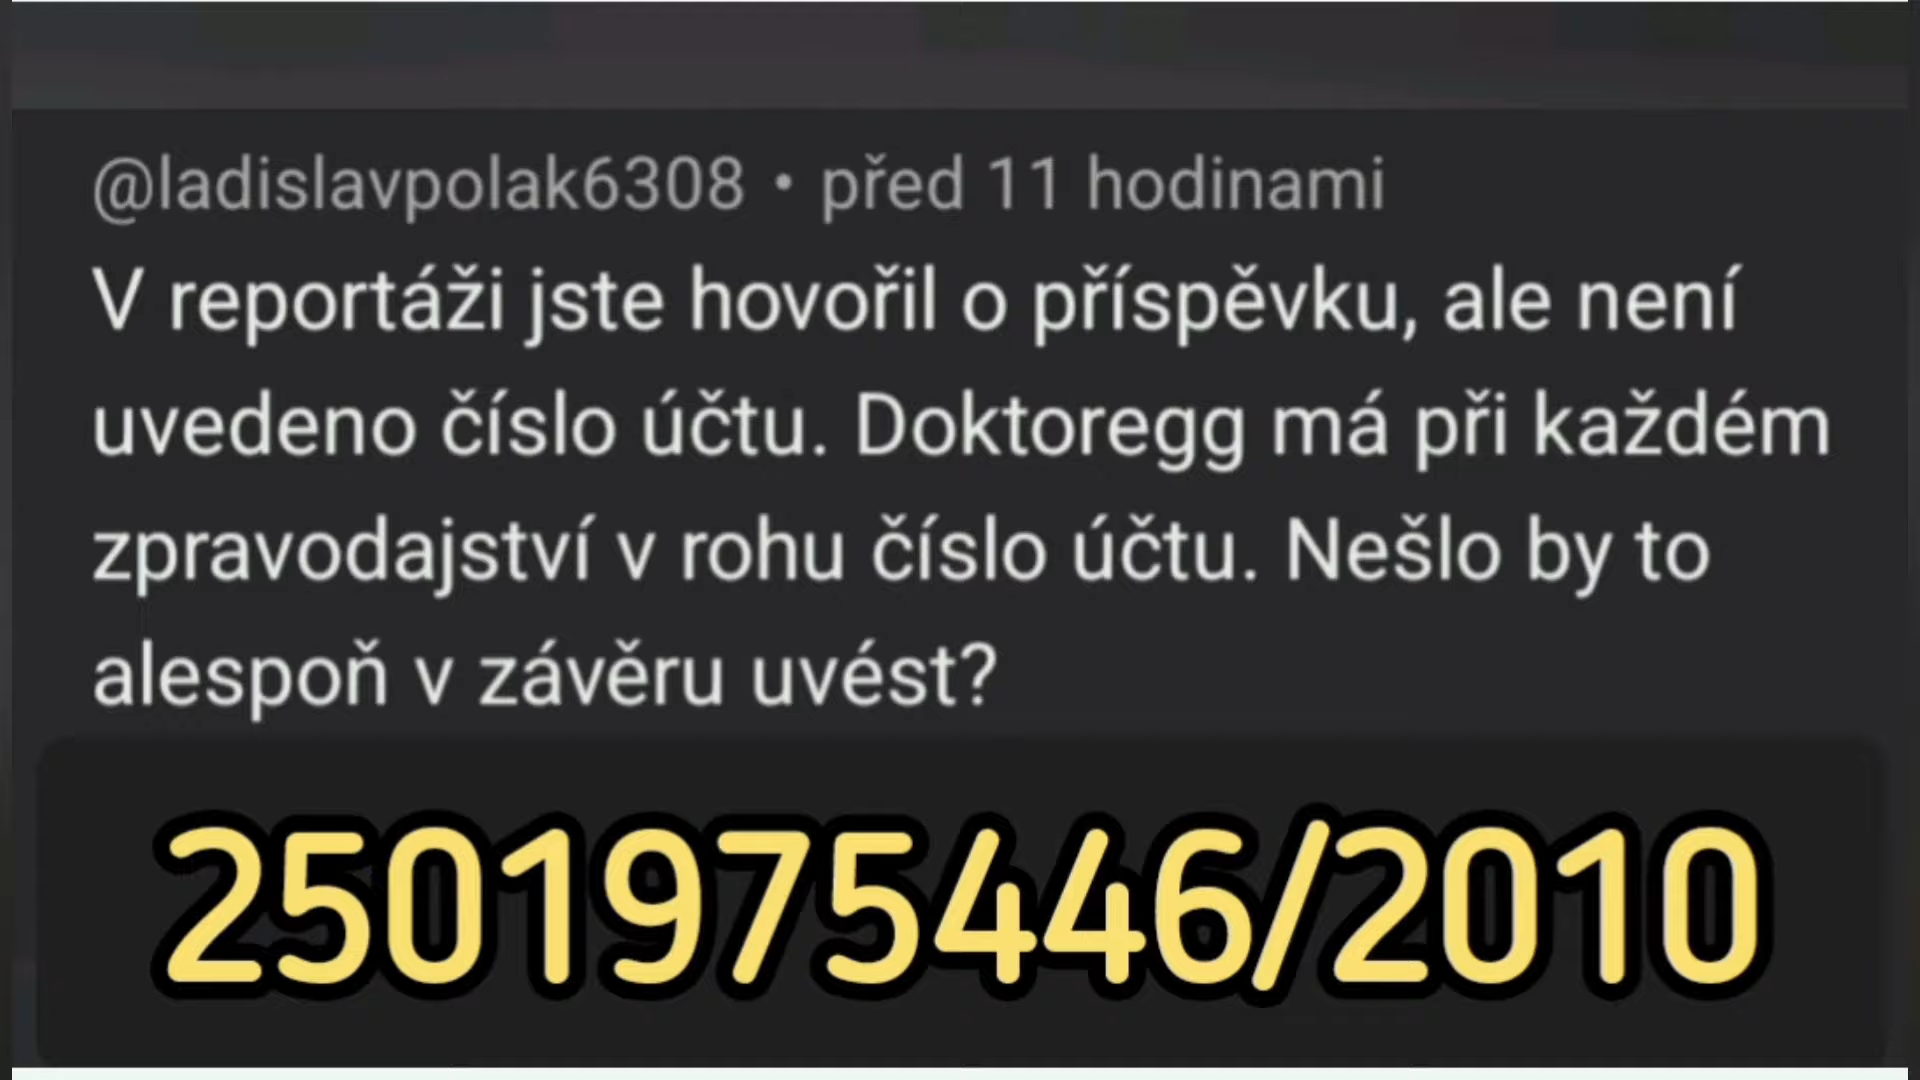 @ladislavpolak6308 • před 11 hodinami
V reportáži jste hovořil o příspěvku, ale není
uvedeno číslo účtu. Doktoregg má při každém
zpravodajství v rohu číslo účtu. Nešlo by to
alespoň v závěru uvést?
2501975446/2010